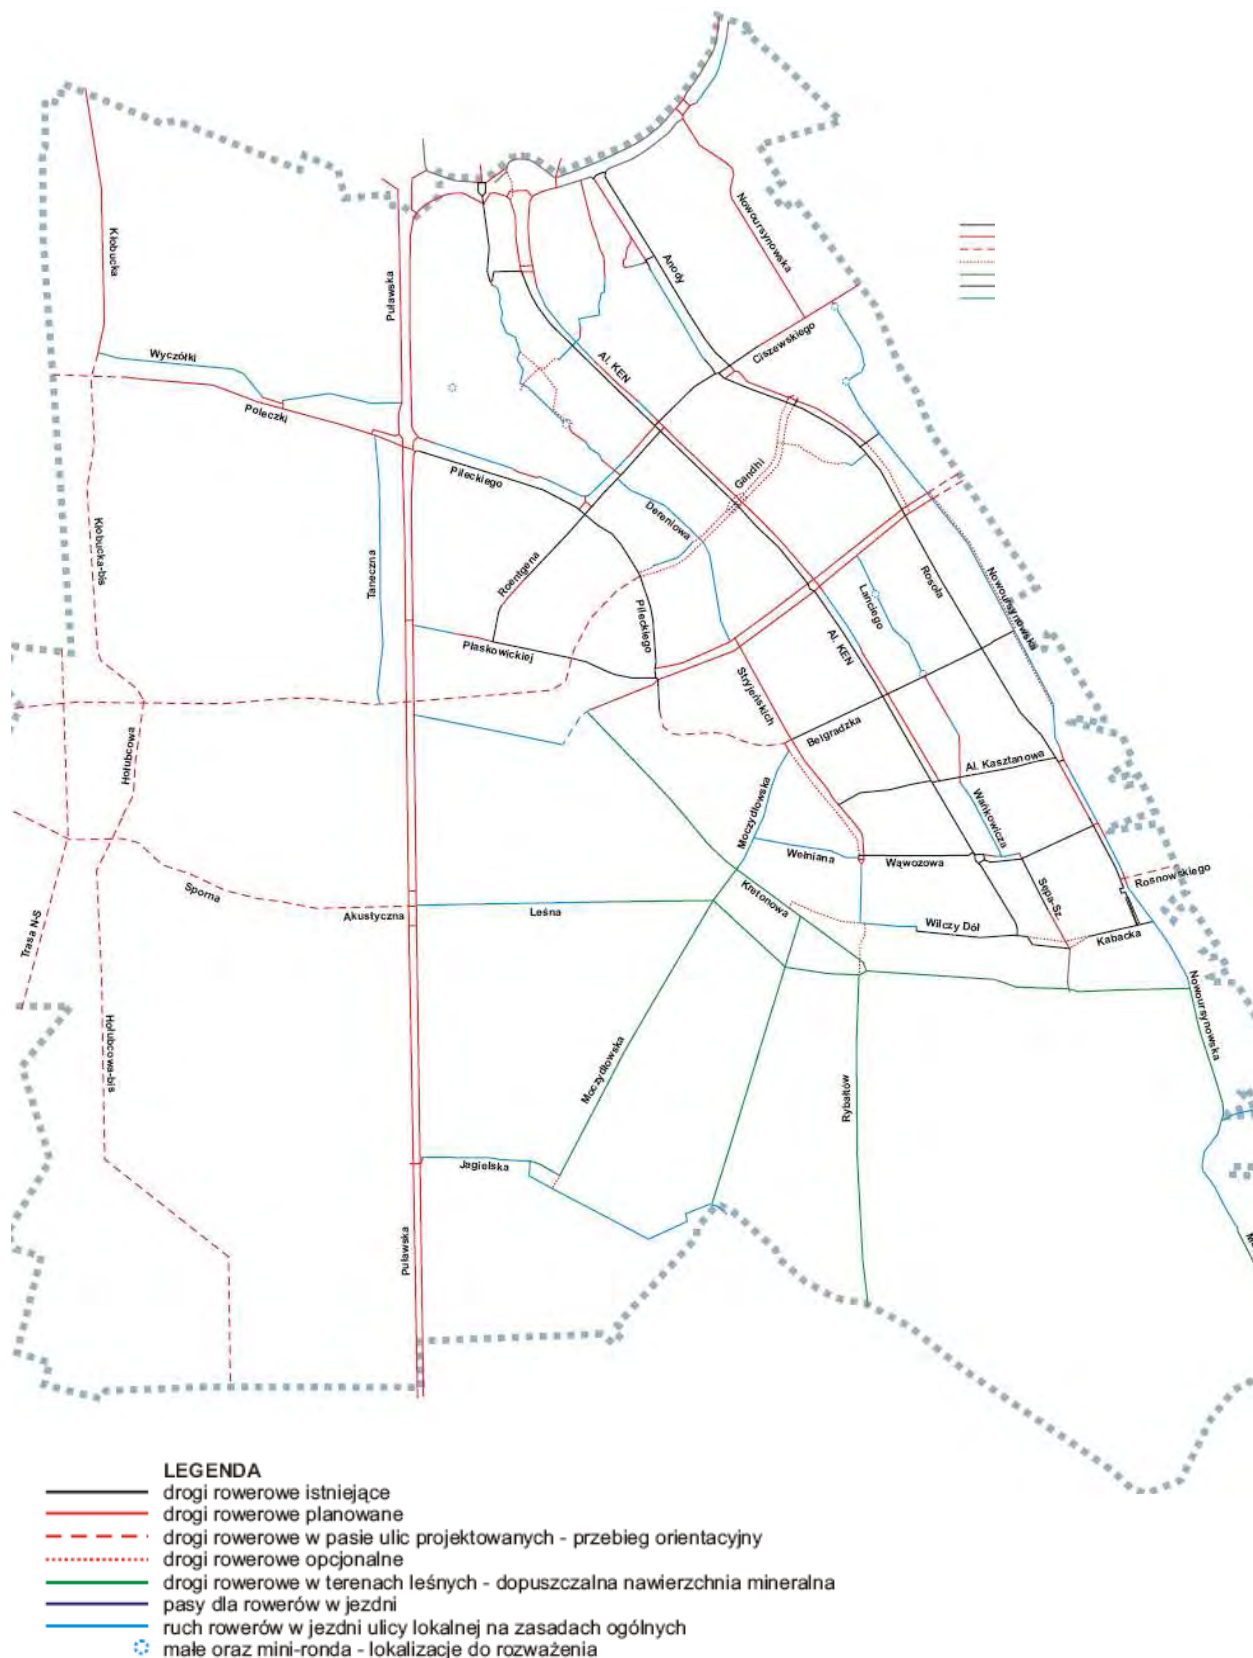 Nowoursynowska
Kłobucka
Anody
Puławska
Ciszewskiego
Wyczółki
Al. KEN
Poleczki
Pileckiego
Gandhi
Dereniowa
Kłobucka-bis
Taneczna
Roentgena
Rosoła
Nowoursynowska
Lanciego
Pileckiego
Płaskowickiej
Al. KEN
Stryjeńskich
Belgradzka
Hołubcowa
Al. Kasztanowa
Moczydłowska
Wańkowicza
Wełniana
Wąwozowa
Rosnowskiego
Sporna
Kretonowa
Sępa-Sz.
Akustyczna
Leśna
Wilczy Dół
Kabacka
Trasa N-S
Nowoursynowska
Hołubcowa-bis
Moczydłowska
Rybałtów
Jagielska
Puławska
LEGENDA
drogi rowerowe istniejące
drogi rowerowe planowane
drogi rowerowe w pasie ulic projektowanych - przebieg orientacyjny
drogi rowerowe opcjonalne
drogi rowerowe w terenach leśnych - dopuszczalna nawierzchnia mineralna
pasy dla rowerów w jezdni
ruch rowerów w jezdni ulicy lokalnej na zasadach ogólnych
małe oraz mini-ronda - lokalizacje do rozważenia